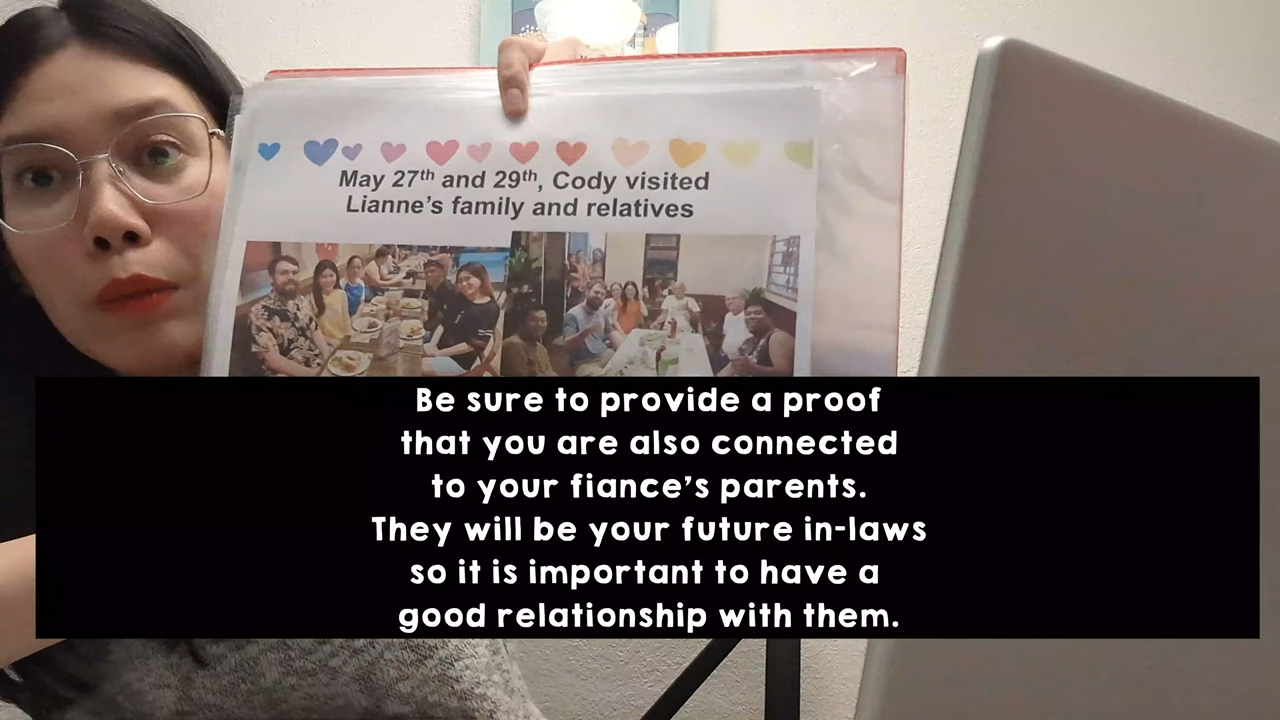 May 27th and 29th, Cody visited
Lianne's family and relatives
Be sure to provide a proof
that you are also connected
to your fiance's parents.
They will be your future in-laws
so it is important to have a
good relationship with them.